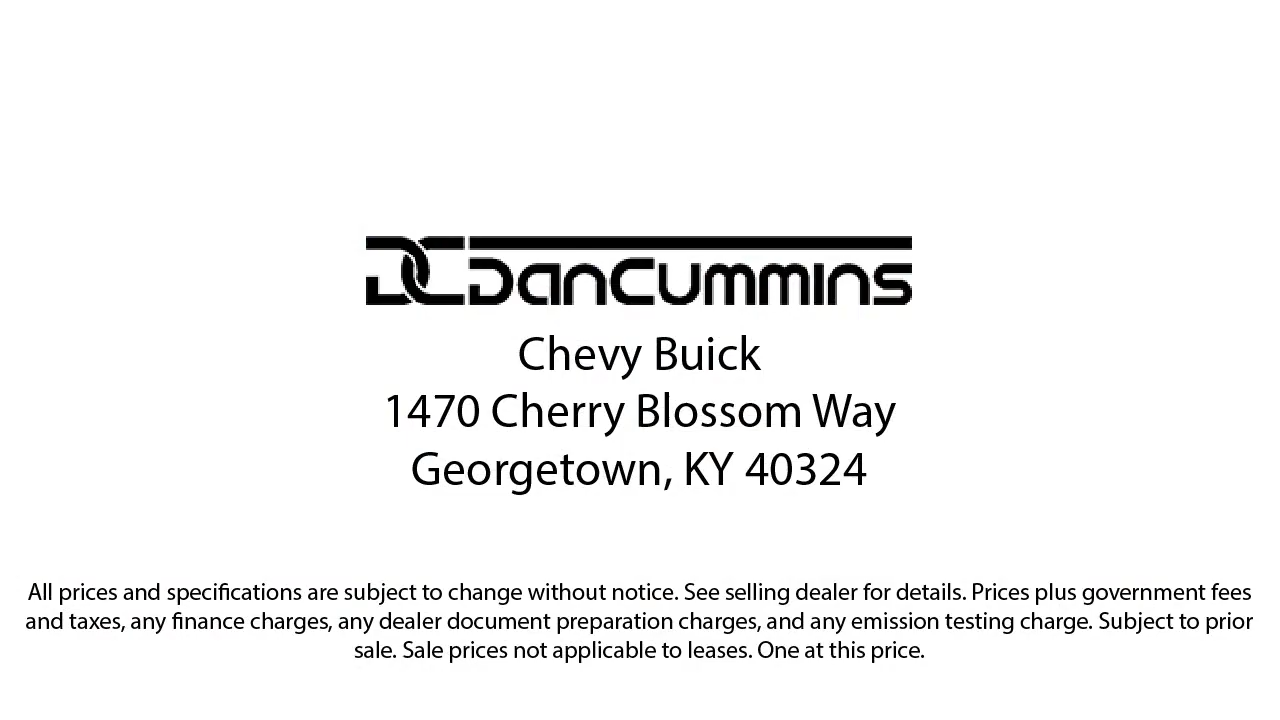 DC DanCummins
Chevy Buick
1470 Cherry Blossom Way
Georgetown, KY 40324
All prices and specifications are subject to change without notice. See selling dealer for details. Prices plus government fees
and taxes, any finance charges, any dealer document preparation charges, and any emission testing charge. Subject to prior
sale. Sale prices not applicable to leases. One at this price.